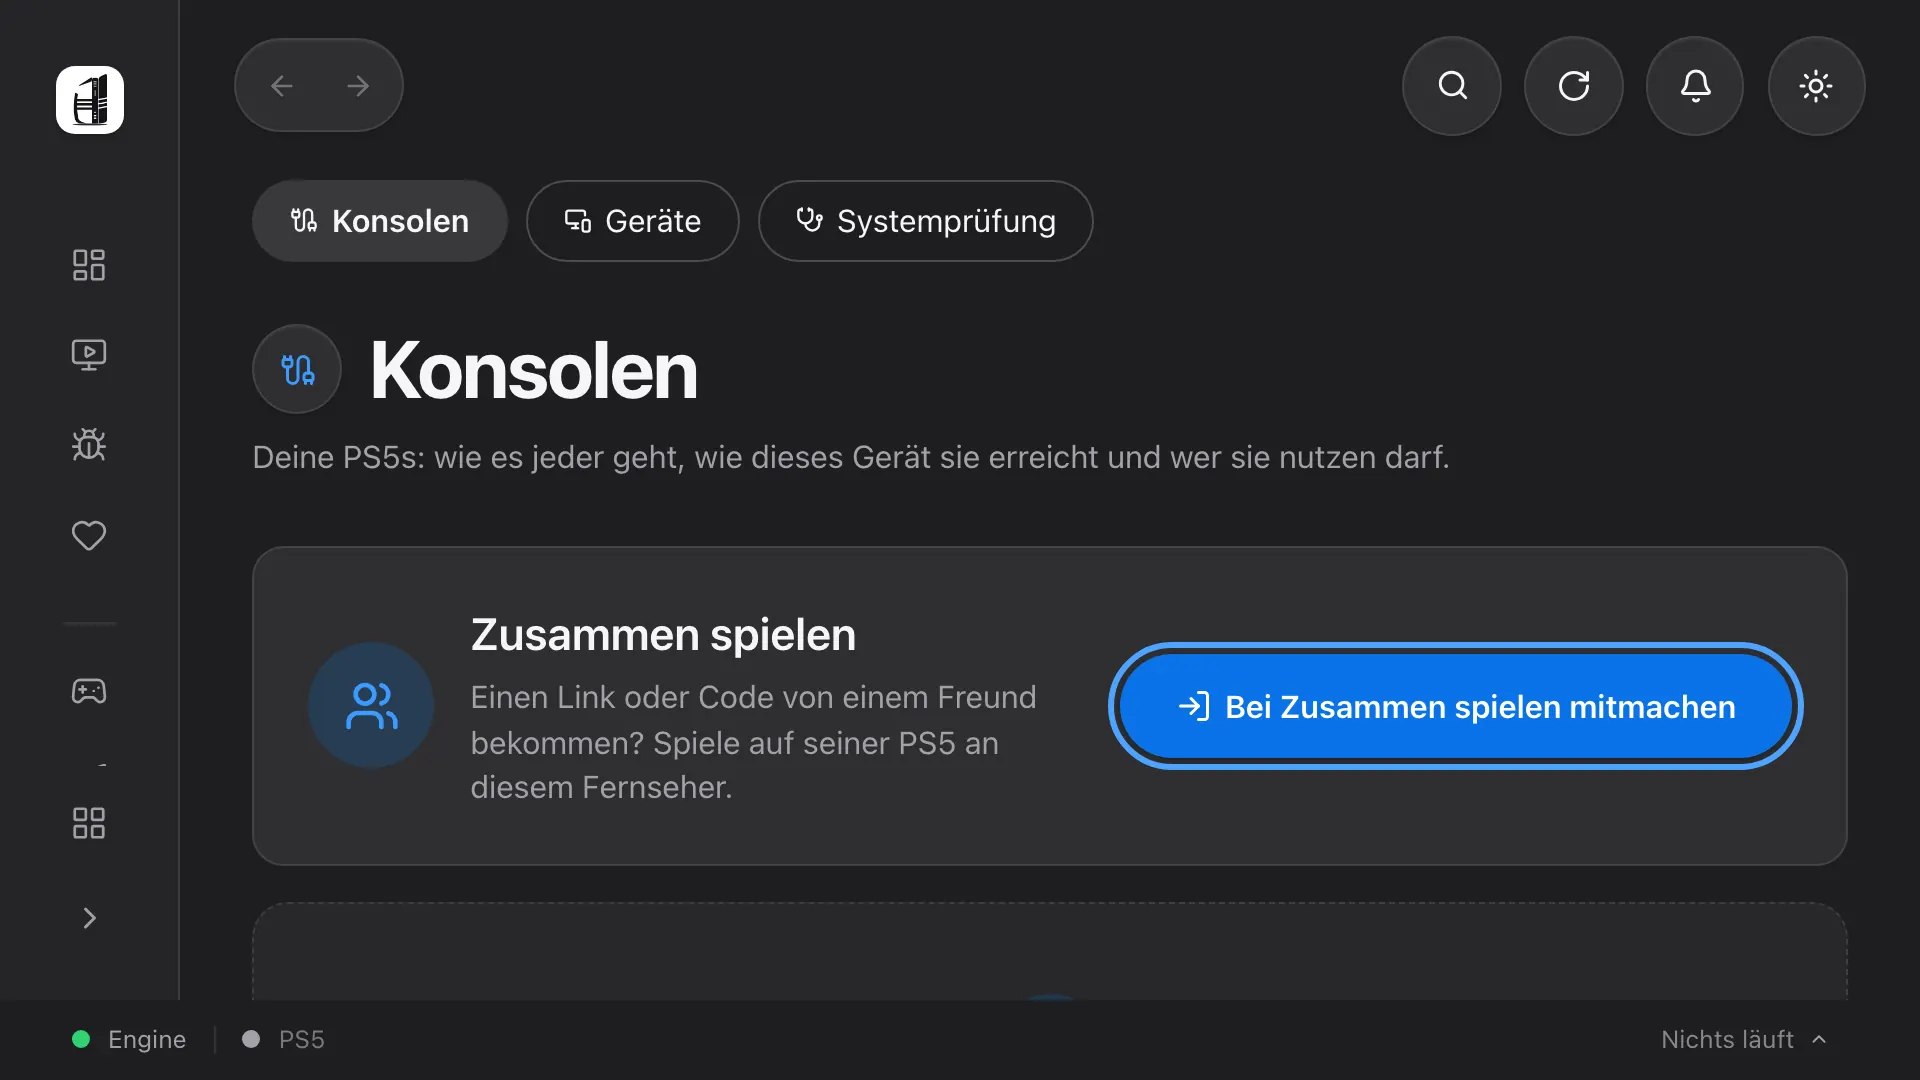 Konsolen
Geräte
Systemprüfung
Konsolen
Deine PS5s: wie es jeder geht, wie dieses Gerät sie erreicht und wer sie nutzen darf.
Zusammen spielen
Einen Link oder Code von einem Freund
bekommen? Spiele auf seiner PS5 an
diesem Fernseher.
Bei Zusammen spielen mitmachen
Engine
PS5
Nichts läuft